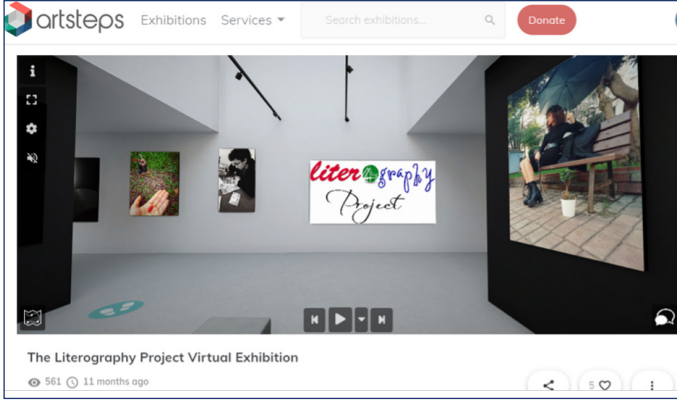 artsteps Exhibitions Services Search exhibitions... Donate
i
liter graphy
Project
The Literography Project Virtual Exhibition
561 11 months ago
5